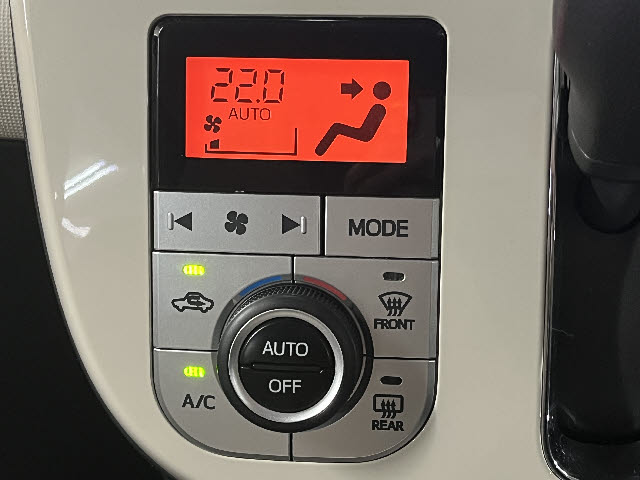 22.0
AUTO
MODE
FRONT
AUTO
OFF
A/C
REAR